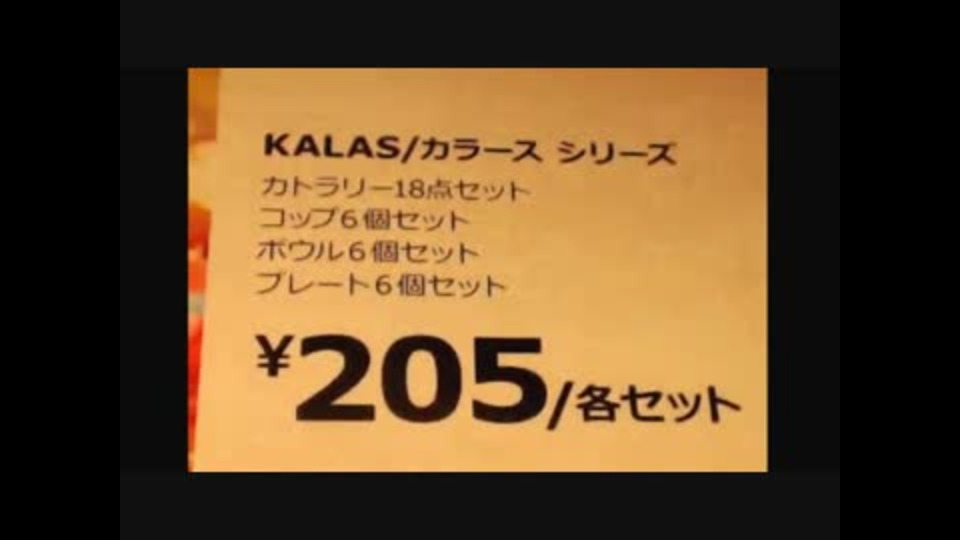 KALAS/カラース シリーズ
カトラリー18点セット
コップ6個セット
ボウル6個セット
プレート6個セット
¥205/各セット